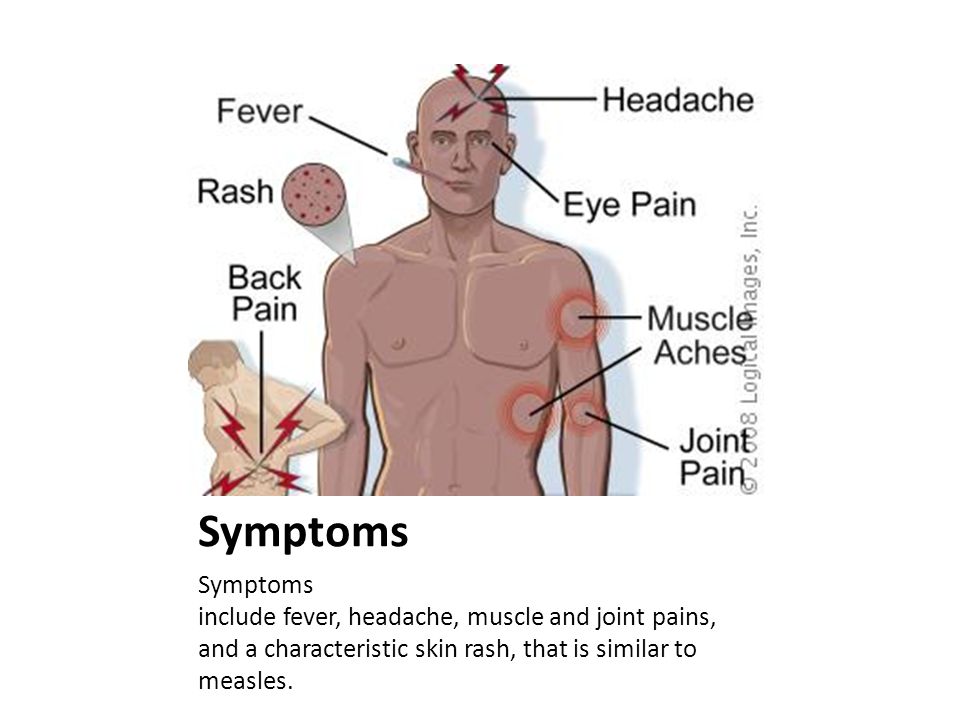 Headache
Fever
Rash
Eye Pain
Back
Pain
Muscle
Aches
Joint
Pain
© 2008 Logical Images, Inc.
Symptoms
Symptoms
include fever, headache, muscle and joint pains,
and a characteristic skin rash, that is similar to
measles.